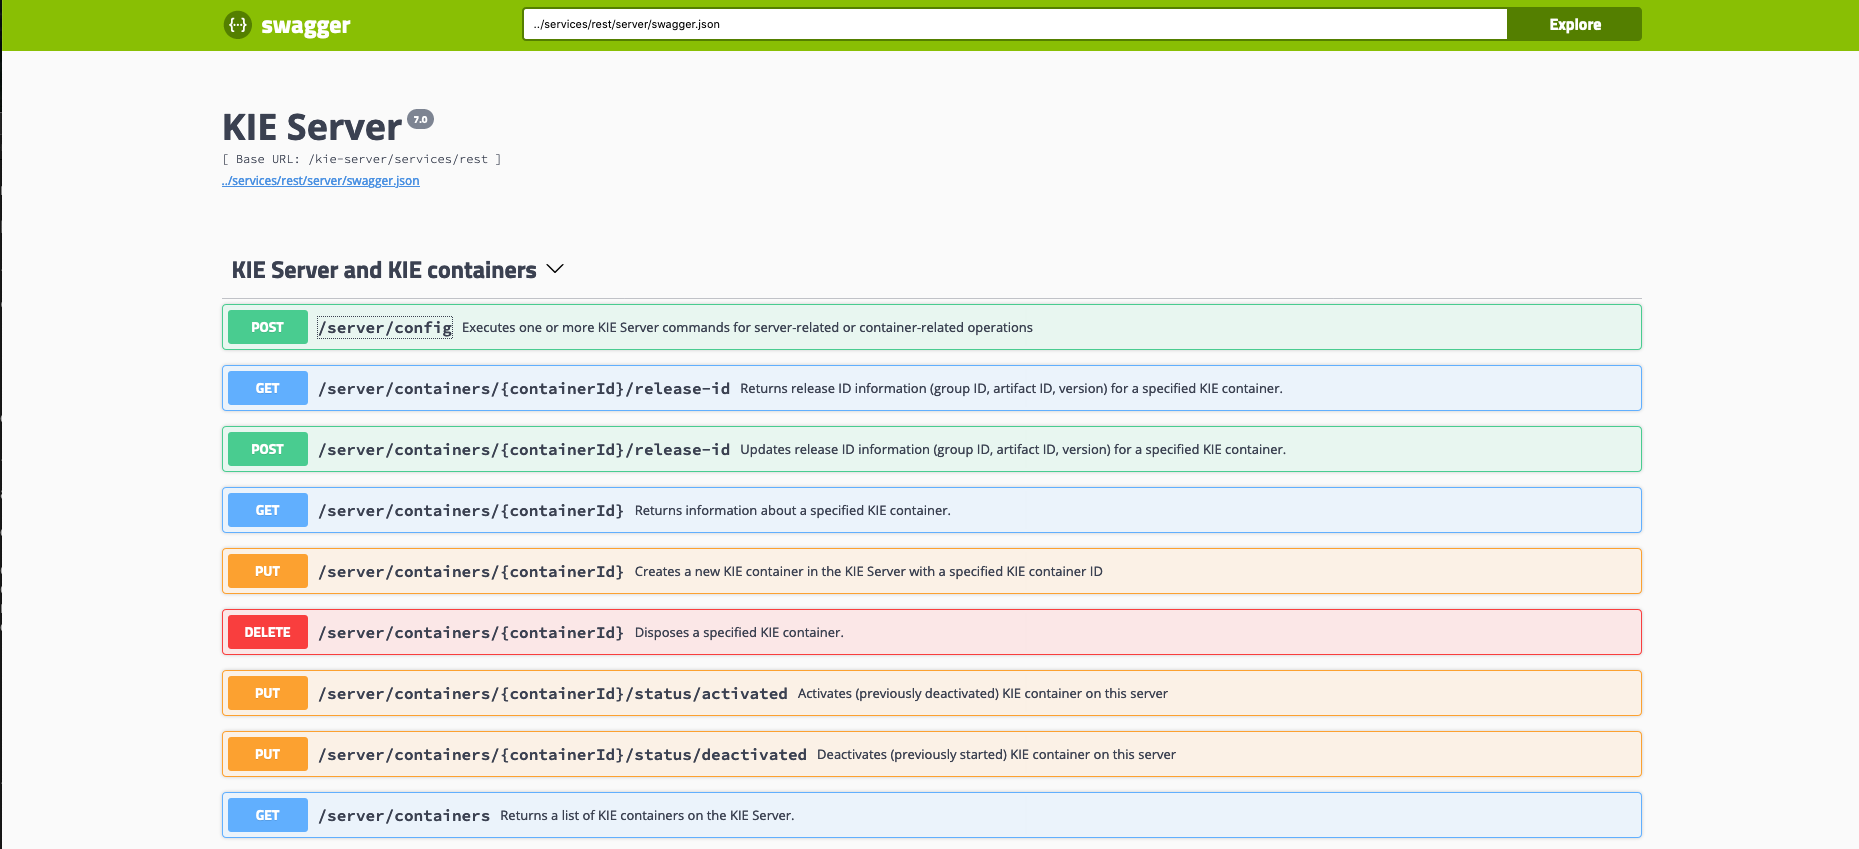 {···} swagger ../services/rest/server/swagger.json Explore
KIE Server 7.0
[ Base URL: /kie-server/services/rest ]
../services/rest/server/swagger.json
KIE Server and KIE containers
POST /server/config Executes one or more KIE Server commands for server-related or container-related operations
GET /server/containers/{containerId}/release-id Returns release ID information (group ID, artifact ID, version) for a specified KIE container.
POST /server/containers/{containerId}/release-id Updates release ID information (group ID, artifact ID, version) for a specified KIE container.
GET /server/containers/{containerId} Returns information about a specified KIE container.
PUT /server/containers/{containerId} Creates a new KIE container in the KIE Server with a specified KIE container ID
DELETE /server/containers/{containerId} Disposes a specified KIE container.
PUT /server/containers/{containerId}/status/activated Activates (previously deactivated) KIE container on this server
PUT /server/containers/{containerId}/status/deactivated Deactivates (previously started) KIE container on this server
GET /server/containers Returns a list of KIE containers on the KIE Server.